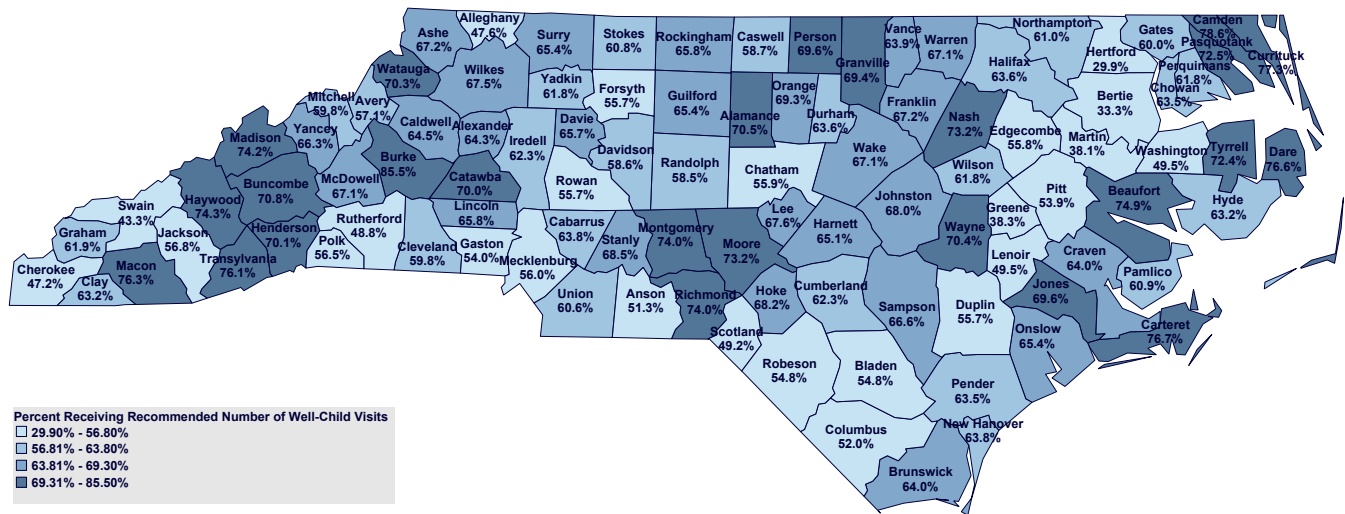 Alleghany
47.6%
Ashe
67.2%
Surry
65.4%
Stokes
60.8%
Rockingham
65.8%
Caswell
58.7%
Person
69.6%
Granville
69.4%
Vance
63.9%
Warren
67.1%
Northampton
61.0%
Halifax
63.6%
Hertford
29.9%
Gates
60.0%
Camden
78.6%
Pasquotank
72.5%
Currituck
77.3%
Perquimans
61.8%
Chowan
63.5%
Bertie
33.3%
Watauga
70.3%
Wilkes
67.5%
Yadkin
61.8%
Forsyth
55.7%
Guilford
65.4%
Alamance
70.5%
Orange
69.3%
Durham
63.6%
Franklin
67.2%
Nash
73.2%
Edgecombe
55.8%
Martin
38.1%
Washington
49.5%
Tyrrell
72.4%
Dare
76.6%
Mitchell
59.8%
Avery
57.1%
Caldwell
64.5%
Alexander
64.3%
Iredell
62.3%
Davie
65.7%
Davidson
58.6%
Randolph
58.5%
Chatham
55.9%
Wake
67.1%
Wilson
61.8%
Pitt
53.9%
Beaufort
74.9%
Hyde
63.2%
Madison
74.2%
Yancey
66.3%
McDowell
67.1%
Burke
85.5%
Catawba
70.0%
Rowan
55.7%
Johnston
68.0%
Greene
38.3%
Swain
43.3%
Haywood
74.3%
Buncombe
70.8%
Rutherford
48.8%
Lincoln
65.8%
Cabarrus
63.8%
Stanly
68.5%
Montgomery
74.0%
Moore
73.2%
Lee
67.6%
Harnett
65.1%
Wayne
70.4%
Lenoir
49.5%
Craven
64.0%
Pamlico
60.9%
Graham
61.9%
Jackson
56.8%
Henderson
70.1%
Polk
56.5%
Cleveland
59.8%
Gaston
54.0%
Mecklenburg
56.0%
Cherokee
47.2%
Clay
63.2%
Macon
76.3%
Transylvania
76.1%
Union
60.6%
Anson
51.3%
Richmond
74.0%
Hoke
68.2%
Cumberland
62.3%
Sampson
66.6%
Duplin
55.7%
Jones
69.6%
Onslow
65.4%
Carteret
76.7%
Scotland
49.2%
Robeson
54.8%
Bladen
54.8%
Pender
63.5%
Columbus
52.0%
New Hanover
63.8%
Brunswick
64.0%
Percent Receiving Recommended Number of Well-Child Visits
29.90% - 56.80%
56.81% - 63.80%
63.81% - 69.30%
69.31% - 85.50%